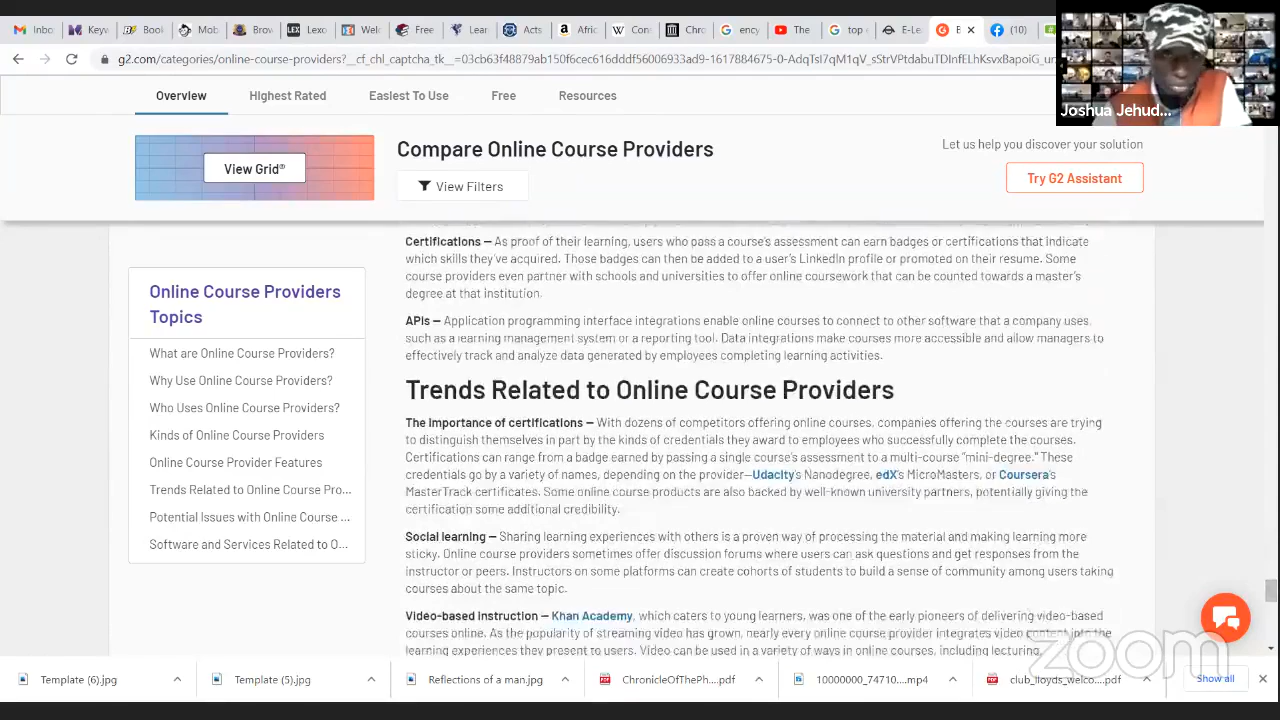 Inbo
Keyw
Book
Mob
Brow
LEX Lexo
Welc
Free
Lear
Acts
Afric
Cons
Chro
ency
The
top
E-Le
(10)
g2.com/categories/online-course-providers?
Joshua Jehud...
Overview
Highest Rated
Easiest To Use
Free
Resources
View Grid®
Compare Online Course Providers
View Filters
Let us help you discover your solution
Try G2 Assistant
Online Course Providers
Topics
What are Online Course Providers?
Why Use Online Course Providers?
Who Uses Online Course Providers?
Kinds of Online Course Providers
Online Course Provider Features
Trends Related to Online Course Pro...
Potential Issues with Online Course ...
Software and Services Related to O...
Certifications — As proof of their learning, users who pass a course's assessment can earn badges or certifications that indicate
which skills they've acquired. Those badges can then be added to a user's LinkedIn profile or promoted on their resume. Some
course providers even partner with schools and universities to offer online coursework that can be counted towards a master's
degree at that institution.
APIs — Application programming interface integrations enable online courses to connect to other software that a company uses,
such as a learning management system or a reporting tool. Data integrations make courses more accessible and allow managers to
effectively track and analyze data generated by employees completing learning activities.
Trends Related to Online Course Providers
The importance of certifications — With dozens of competitors offering online courses, companies offering the courses are trying
to distinguish themselves in part by the kinds of credentials they award to employees who successfully complete the courses.
Certifications can range from a badge earned by passing a single course's assessment to a multi-course "mini-degree." These
credentials go by a variety of names, depending on the provider—Udacity's Nanodegree, edX's MicroMasters, or Coursera's
MasterTrack certificates. Some online course products are also backed by well-known university partners, potentially giving the
certification some additional credibility.
Social learning — Sharing learning experiences with others is a proven way of processing the material and making learning more
sticky. Online course providers sometimes offer discussion forums where users can ask questions and get responses from the
instructor or peers. Instructors on some platforms can create cohorts of students to build a sense of community among users taking
courses about the same topic.
Video-based instruction — Khan Academy, which caters to young learners, was one of the early pioneers of delivering video-based
courses online. As the popularity of streaming video has grown, nearly every online course provider integrates video content into the
learning experiences they present to users. Video can be used in a variety of ways in online courses, including lecturing,
zoom
Template (6).jpg
Template (5).jpg
Reflections of a man.jpg
ChronicleOfThePh....pdf
10000000_74710....mp4
club_lloyds_welco....pdf
Show all